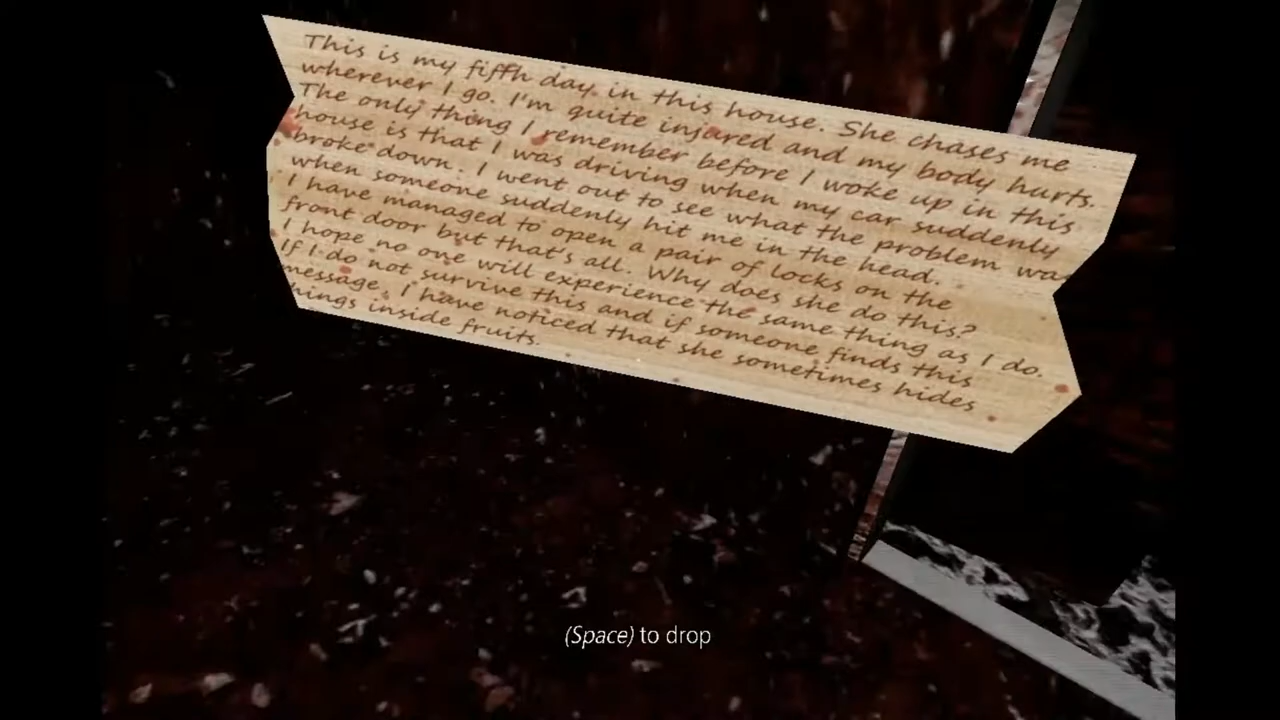 This is my fifth day in this house. She chases me
wherever I go. I'm quite injured and my body hurts.
The only thing I remember before I woke up in this
house is that I was driving when my car suddenly
broke down. I went out to see what the problem was
when someone suddenly hit me in the head.
I have managed to open a pair of locks on the
front door but that's all. Why does she do this?
I hope no one will experience the same thing as I do.
If I do not survive this and if someone finds this
message, I have noticed that she sometimes hides
hings inside fruits.
(Space) to drop